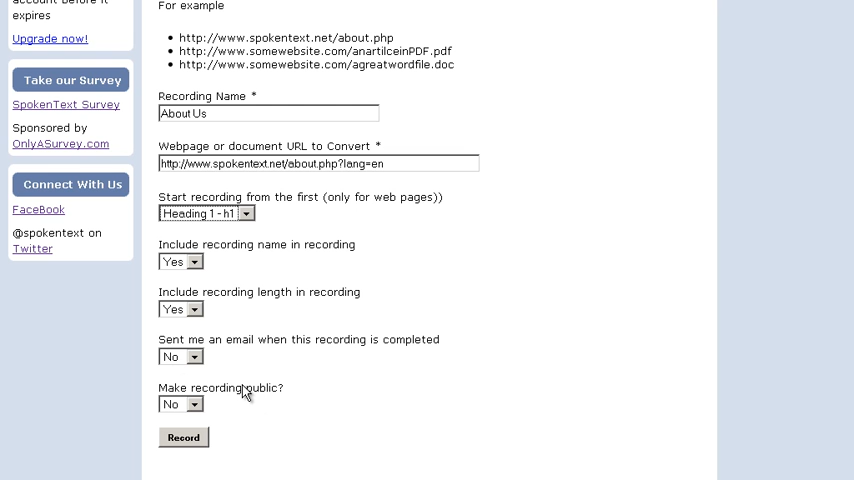 account before it
expires
Upgrade now!
Take our Survey
SpokenText Survey
Sponsored by
OnlyASurvey.com
Connect With Us
FaceBook
@spokentext on
Twitter
For example
http://www.spokentext.net/about.php
http://www.somewebsite.com/anartilceinPDF.pdf
http://www.somewebsite.com/agreatwordfile.doc
Recording Name *
About Us
Webpage or document URL to Convert *
http://www.spokentext.net/about.php?lang=en
Start recording from the first (only for web pages))
Heading 1 - h1
Include recording name in recording
Yes
Include recording length in recording
Yes
Sent me an email when this recording is completed
No
Make recording public?
No
Record